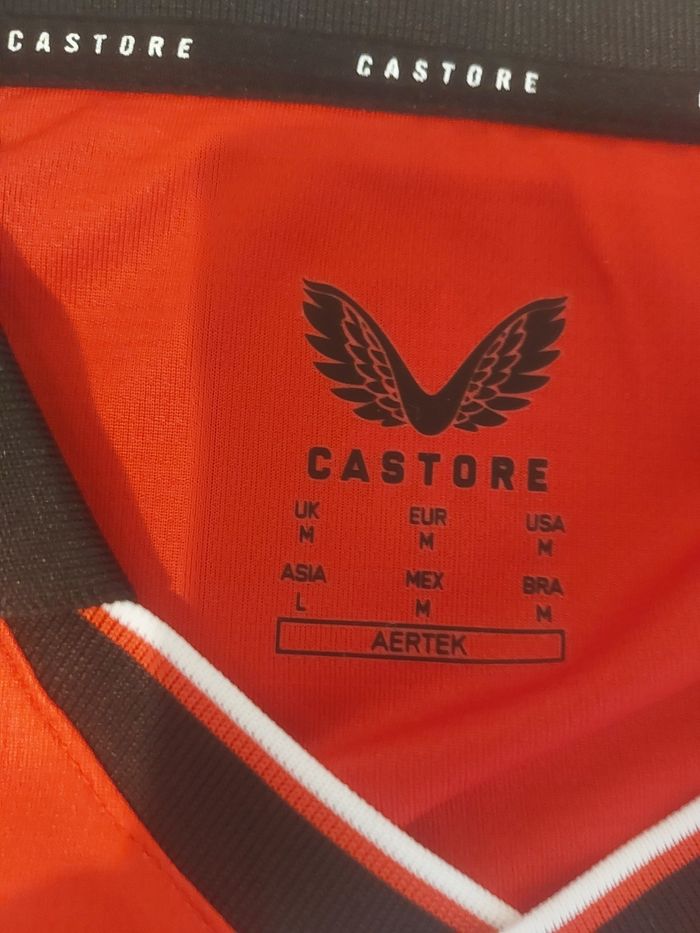 CASTORE CASTORE
CASTORE
UK EUR USA
M M M
ASIA MEX BRA
L M M
AERTEK